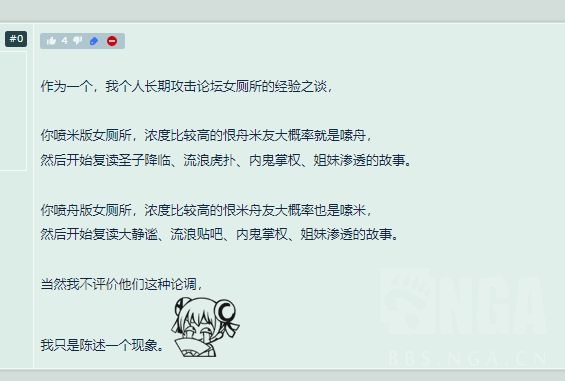 #0
4
作为一个，我个人长期攻击论坛女厕所的经验之谈，
你喷米版女厕所，浓度比较高的恨舟米友大概率就是嗦舟，
然后开始复读圣子降临、流浪虎扑、内鬼掌权、姐妹渗透的故事。
你喷舟版女厕所，浓度比较高的恨米舟友大概率也是嗦米，
然后开始复读大静谧、流浪贴吧、内鬼掌权、姐妹渗透的故事。
当然我不评价他们这种论调，
我只是陈述一个现象。
NGA
BBS.NGA.CN